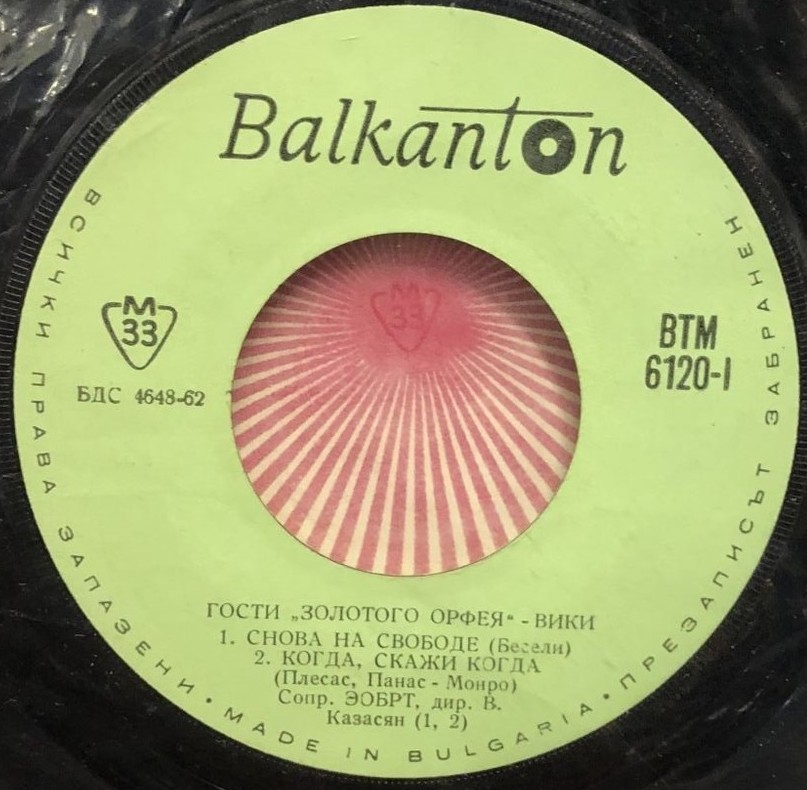 Balkanton
ВСИЧКИ ПРАВА ЗАПАЗЕНИ • MADE IN BULGARIA • ПРЕЗАПИСЪТ ЗАБРАНЕН
М
33
БДС 4648-62
ВТМ
6120-I
М
33
ГОСТИ „ЗОЛОТОГО ОРФЕЯ“ - ВИКИ
1. СНОВА НА СВОБОДЕ (Бесели)
2. КОГДА, СКАЖИ КОГДА
(Плесас, Панас - Монро)
Сопр. ЭОБРТ, дир. В.
Казасян (1, 2)